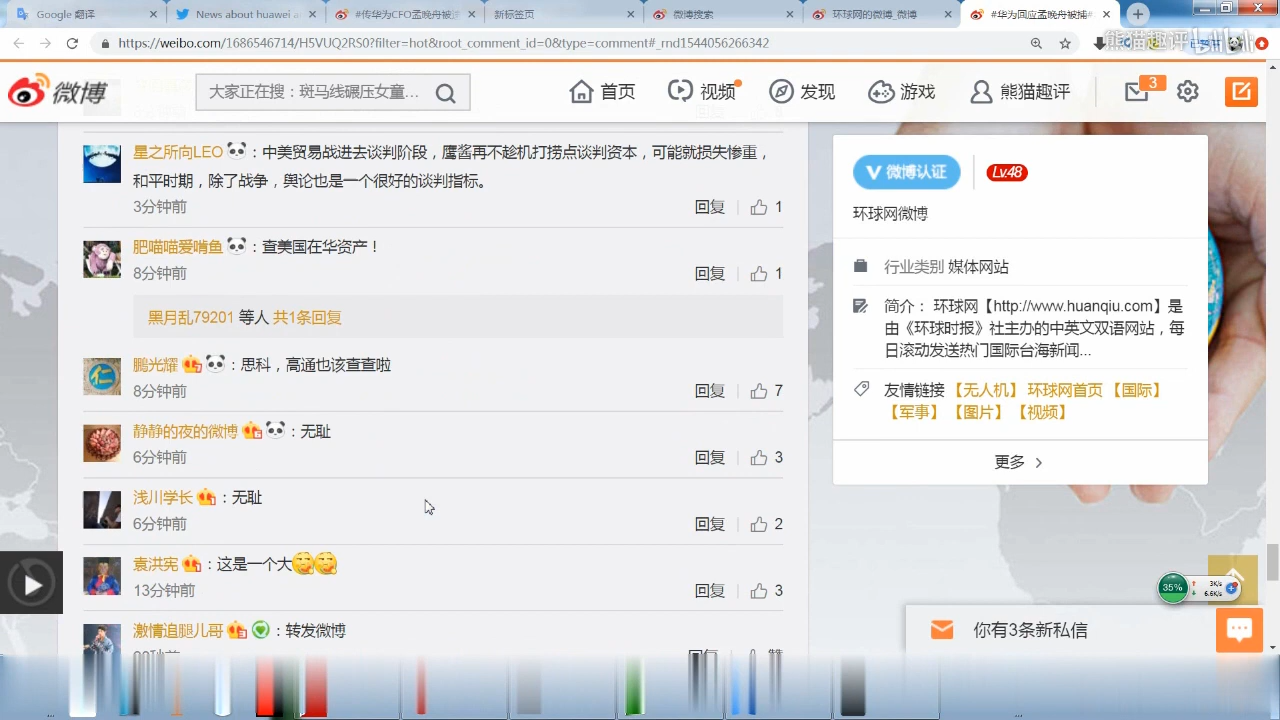 Google 翻译
News about huawei a
#传华为CFO孟晚舟被逮
新标签页
微博搜索
环球网的微博_微博
#华为回应孟晚舟被捕#
https://weibo.com/1686546714/H5VUQ2RS0?filter=hot&root_comment_id=0&type=comment#_rnd1544056266342
熊猫趣评 bilibili
微博
大家正在搜：斑马线碾压女童...
首页
视频
发现
游戏
熊猫趣评
3
星之所向LEO：中美贸易战进去谈判阶段，鹰酱再不趁机打拐点谈判资本，可能就损失惨重，
和平时期，除了战争，舆论也是一个很好的谈判指标。
3分钟前
回复 1
肥喵喵爱啃鱼：查美国在华资产！
8分钟前
回复 1
黑月乱79201 等人 共1条回复
鹏光耀：思科，高通也该查查啦
8分钟前
回复 7
静静的夜的微博：无耻
6分钟前
回复 3
浅川学长：无耻
6分钟前
回复 2
袁洪宪：这是一个大
13分钟前
回复 3
激情追腿儿哥：转发微博
回复
V 微博认证
Lv.48
环球网微博
行业类别 媒体网站
简介： 环球网【http://www.huanqiu.com】是
由《环球时报》社主办的中英文双语网站，每
日滚动发送热门国际台海新闻...
友情链接 【无人机】 环球网首页 【国际】
【军事】 【图片】 【视频】
更多
35%
3K/s
6.6K/s
你有3条新私信